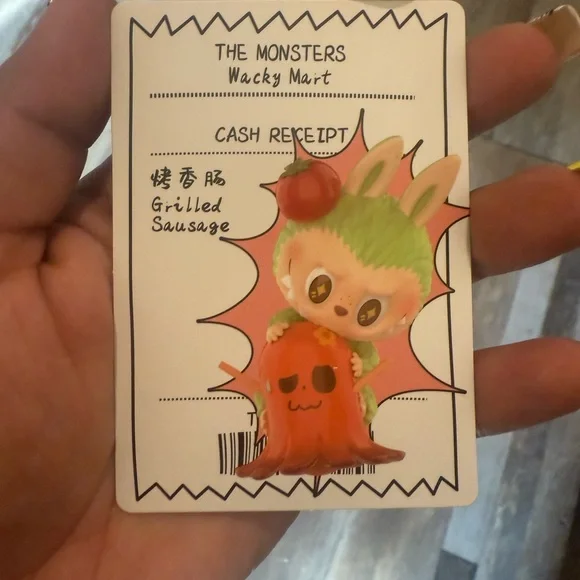 THE MONSTERS
Wacky Mart
CASH RECEIPT
烤香肠
Grilled
Sausage